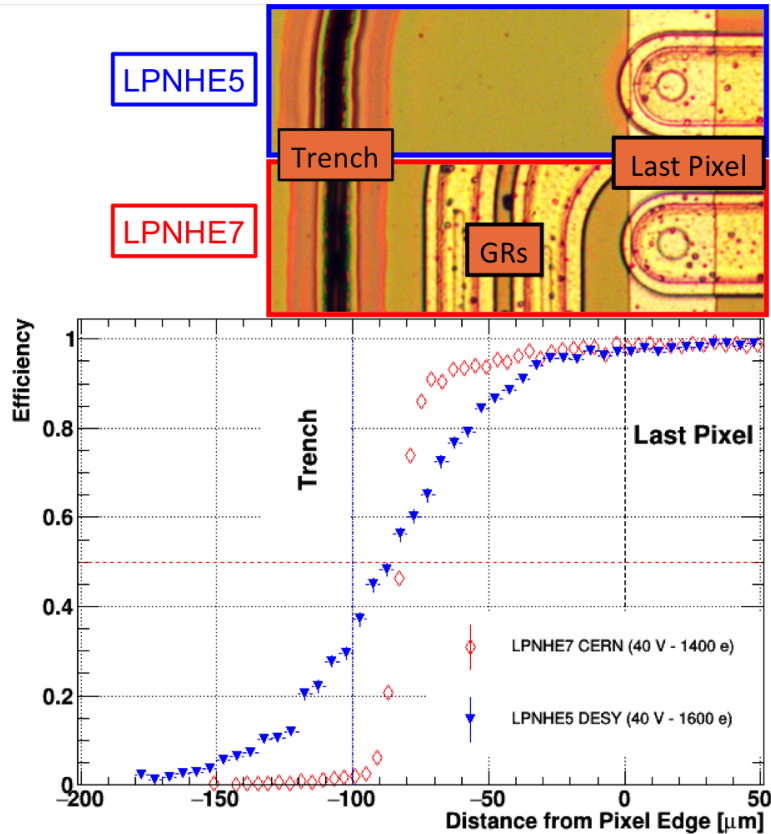 LPNHE5
Trench
Last Pixel
LPNHE7
GRs
Efficiency
1
0.8
0.6
0.4
0.2
0
Trench
Last Pixel
LPNHE7 CERN (40 V - 1400 e)
LPNHE5 DESY (40 V - 1600 e)
−200
−150
−100
−50
0
50
Distance from Pixel Edge [μm]